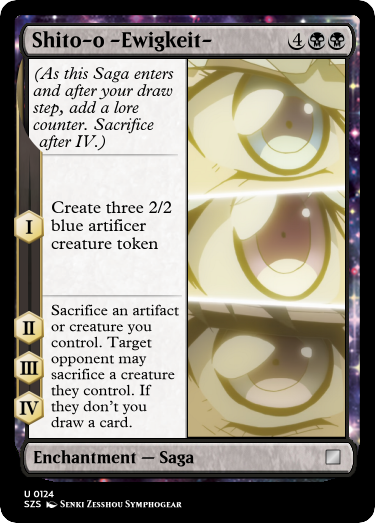 Shito-o -Ewigkeit- 4
(As this Saga enters
and after your draw
step, add a lore
counter. Sacrifice
after IV.)
I
Create three 2/2
blue artificer
creature token
II
III
IV
Sacrifice an artifact
or creature you
control. Target
opponent may
sacrifice a creature
they control. If
they don't you
draw a card.
Enchantment — Saga
U 0124
SZS Senki Zesshou Symphogear